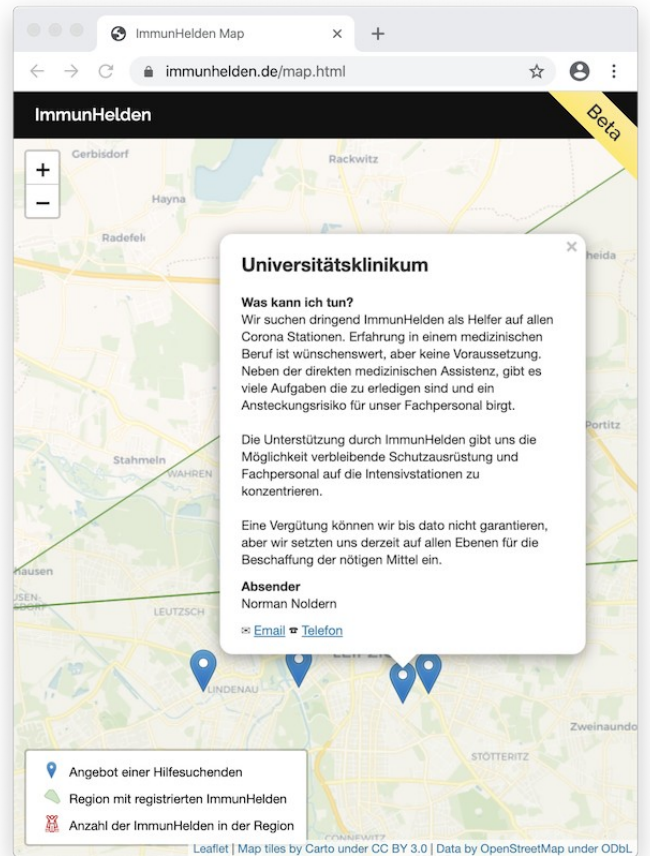 ImmunHelden Map
immunhelden.de/map.html
ImmunHelden
Beta
+
−
Gerbisdorf
Rackwitz
Hayna
Radefeld
heida
Universitätsklinikum
Was kann ich tun?
Wir suchen dringend ImmunHelden als Helfer auf allen
Corona Stationen. Erfahrung in einem medizinischen
Beruf ist wünschenswert, aber keine Voraussetzung.
Neben der direkten medizinischen Assistenz, gibt es
viele Aufgaben die zu erledigen sind und ein
Ansteckungsrisiko für unser Fachpersonal birgt.
Die Unterstützung durch ImmunHelden gibt uns die
Möglichkeit verbleibende Schutzausrüstung und
Fachpersonal auf die Intensivstationen zu
konzentrieren.
Eine Vergütung können wir bis dato nicht garantieren,
aber wir setzten uns derzeit auf allen Ebenen für die
Beschaffung der nötigen Mittel ein.
Absender
Norman Noldern
Email Telefon
Portitz
Stahmeln
WAHREN
hausen
LEUTZSCH
LINDENAU
Zweinaundo
STÖTTERITZ
CONNEWITZ
Angebot einer Hilfesuchenden
Region mit registrierten ImmunHelden
Anzahl der ImmunHelden in der Region
Leaflet | Map tiles by Carto under CC BY 3.0 | Data by OpenStreetMap under ODbL